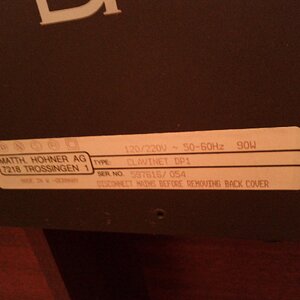 120/220V ~ 50-60Hz 90W
MATTH. HOHNER AG
7218 TROSSINGEN 1
TYPE: CLAVINET DP1
SER NO. 597616/054
MADE IN W.-GERMANY
DISCONNECT MAINS BEFORE REMOVING BACK COVER